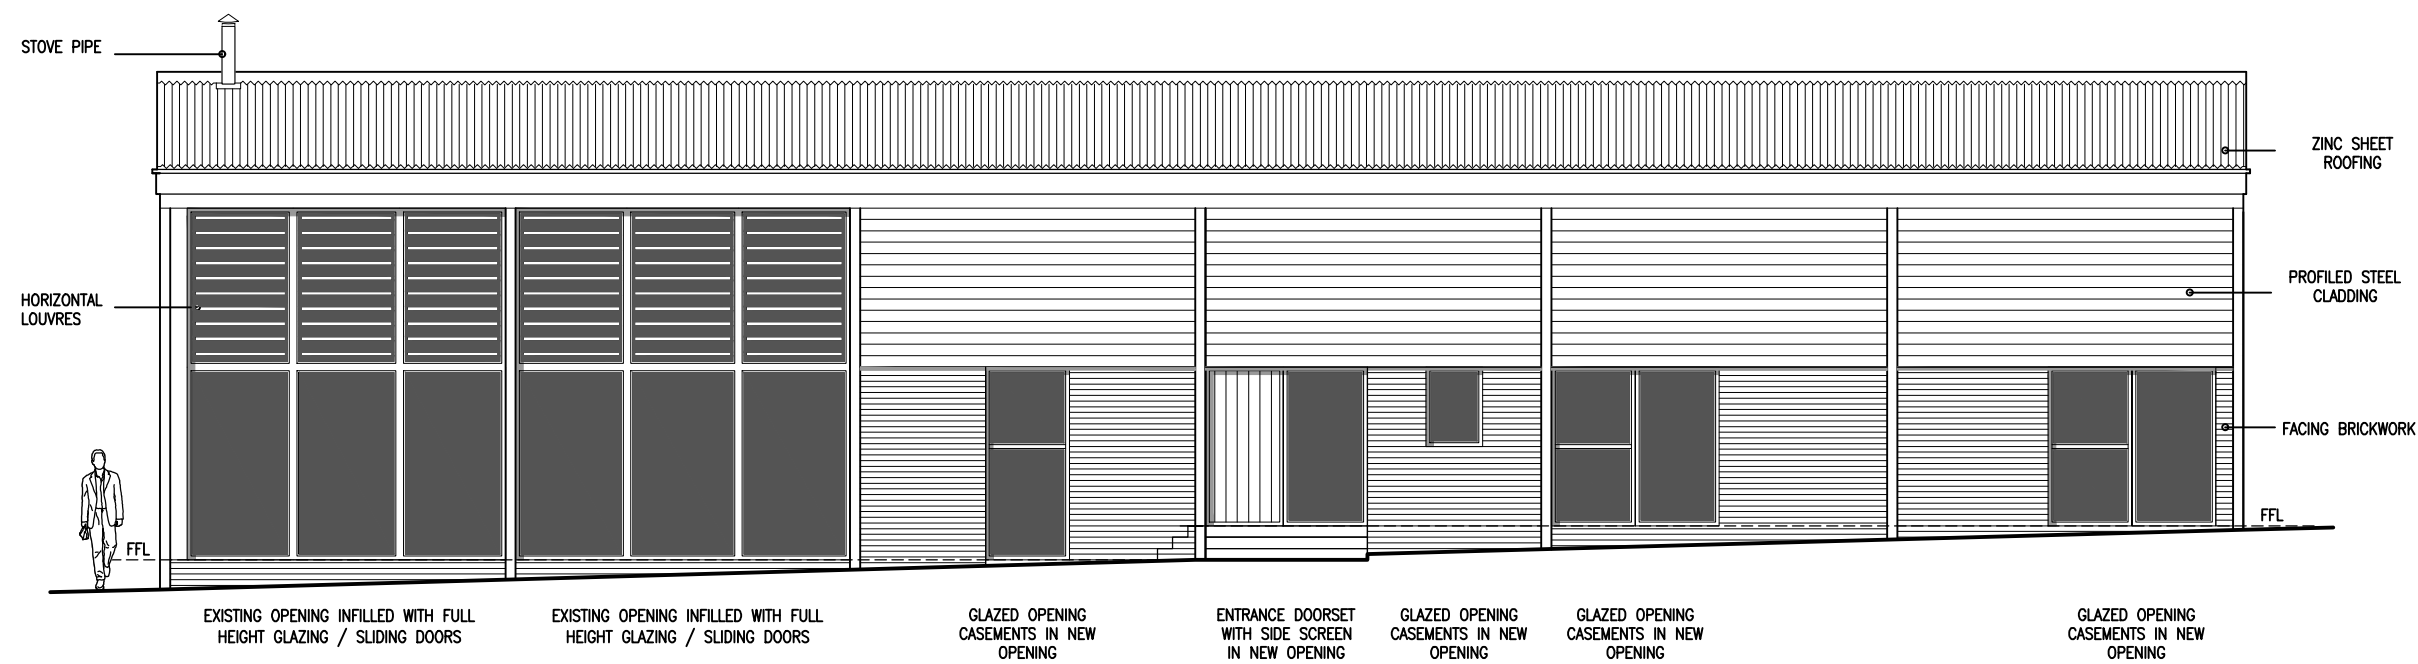 STOVE PIPE
ZINC SHEET
ROOFING
HORIZONTAL
LOUVRES
PROFILED STEEL
CLADDING
FACING BRICKWORK
FFL
FFL
EXISTING OPENING INFILLED WITH FULL
HEIGHT GLAZING / SLIDING DOORS
EXISTING OPENING INFILLED WITH FULL
HEIGHT GLAZING / SLIDING DOORS
GLAZED OPENING
CASEMENTS IN NEW
OPENING
ENTRANCE DOORSET
WITH SIDE SCREEN
IN NEW OPENING
GLAZED OPENING
CASEMENTS IN NEW
OPENING
GLAZED OPENING
CASEMENTS IN NEW
OPENING
GLAZED OPENING
CASEMENTS IN NEW
OPENING